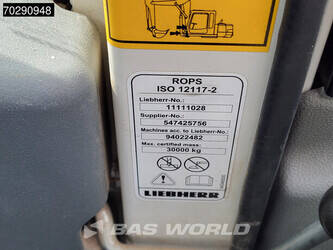 70290948
ROPS
ISO 12117-2
Liebherr-No.:
11111028
Supplier-No.:
547425756
Machines acc. to Liebherr-No.:
94022482
Max. certified mass:
30000 kg
LIEBHERR
BAS WORLD